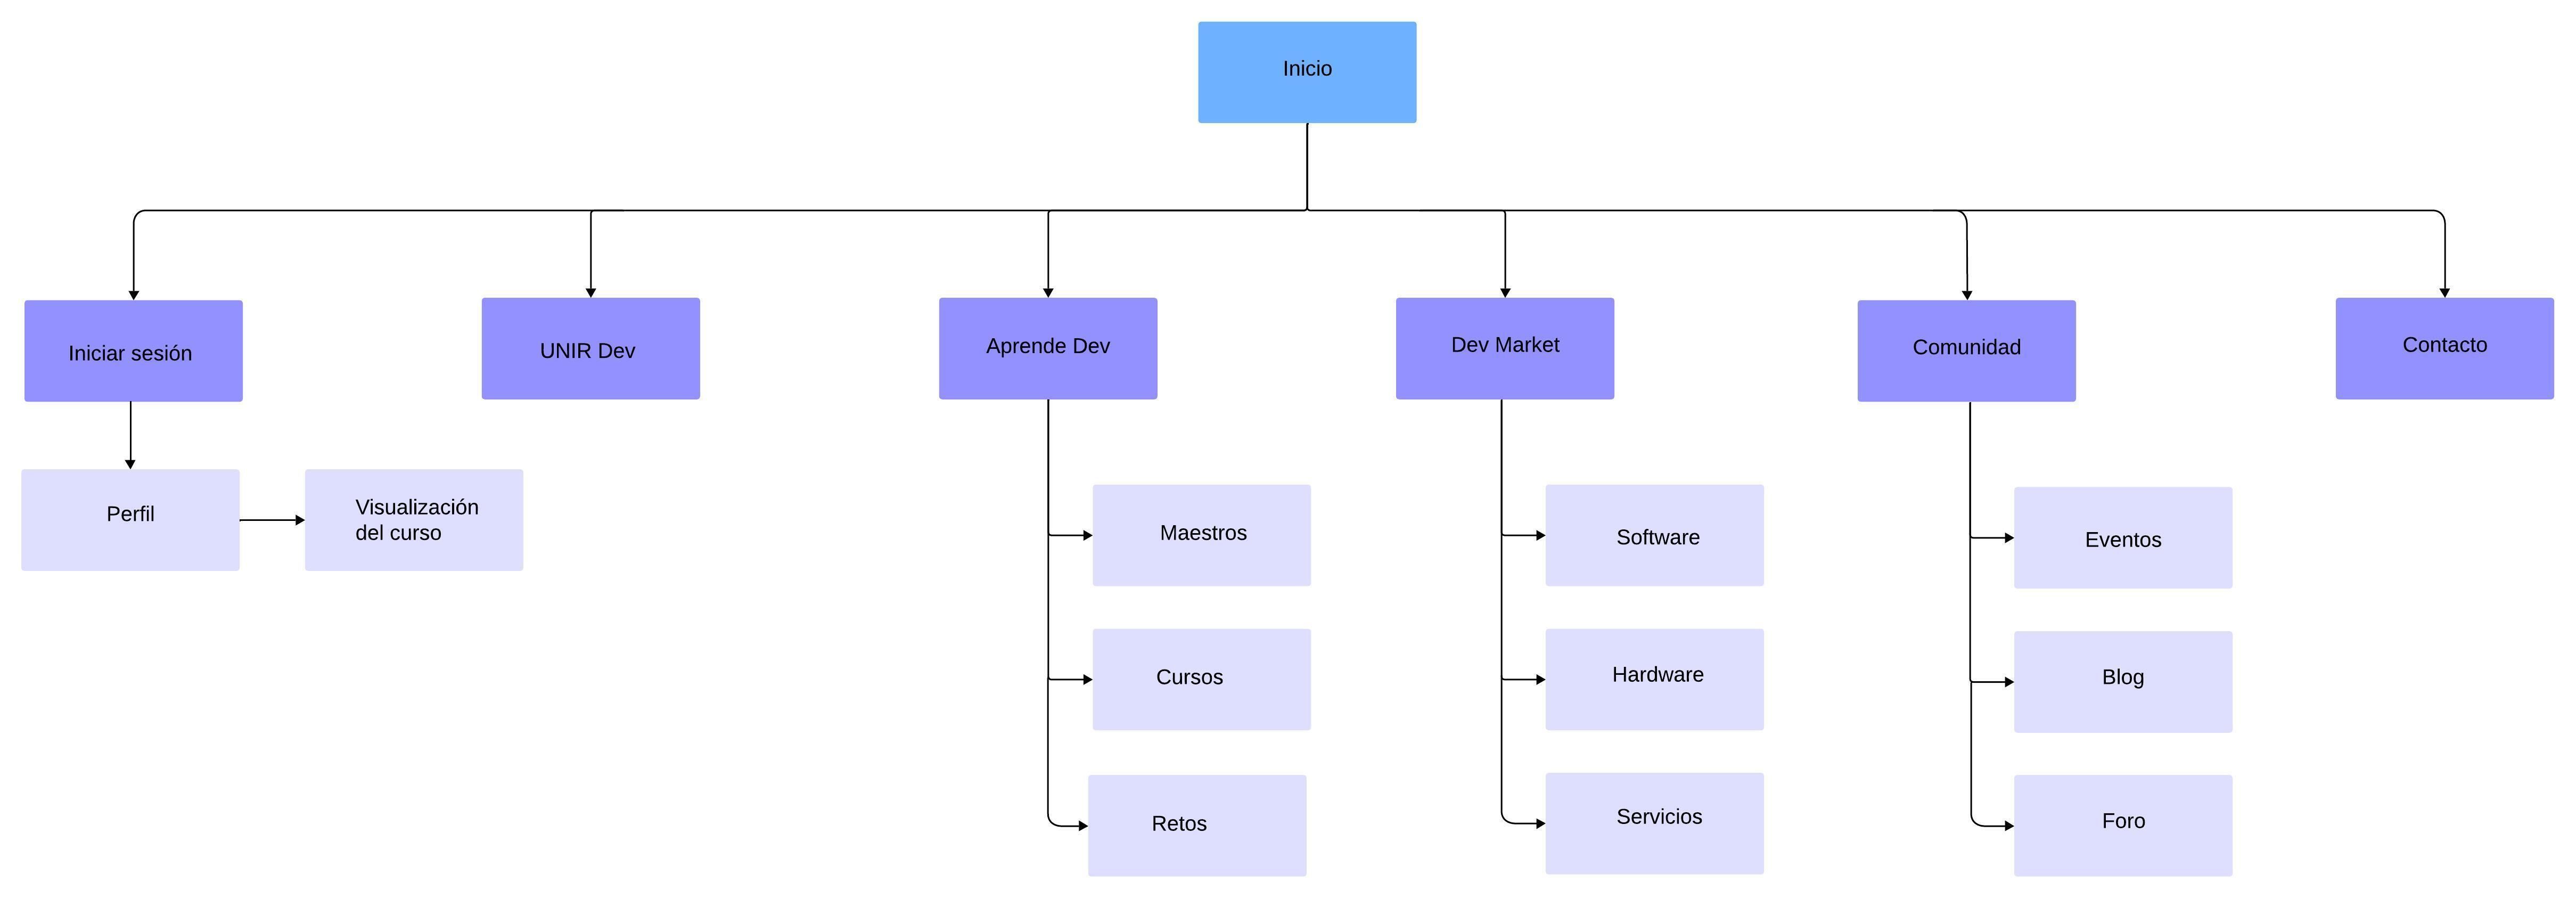 Inicio
Iniciar sesión
UNIR Dev
Aprende Dev
Dev Market
Comunidad
Contacto
Perfil
Visualización
del curso
Maestros
Software
Eventos
Cursos
Hardware
Blog
Retos
Servicios
Foro